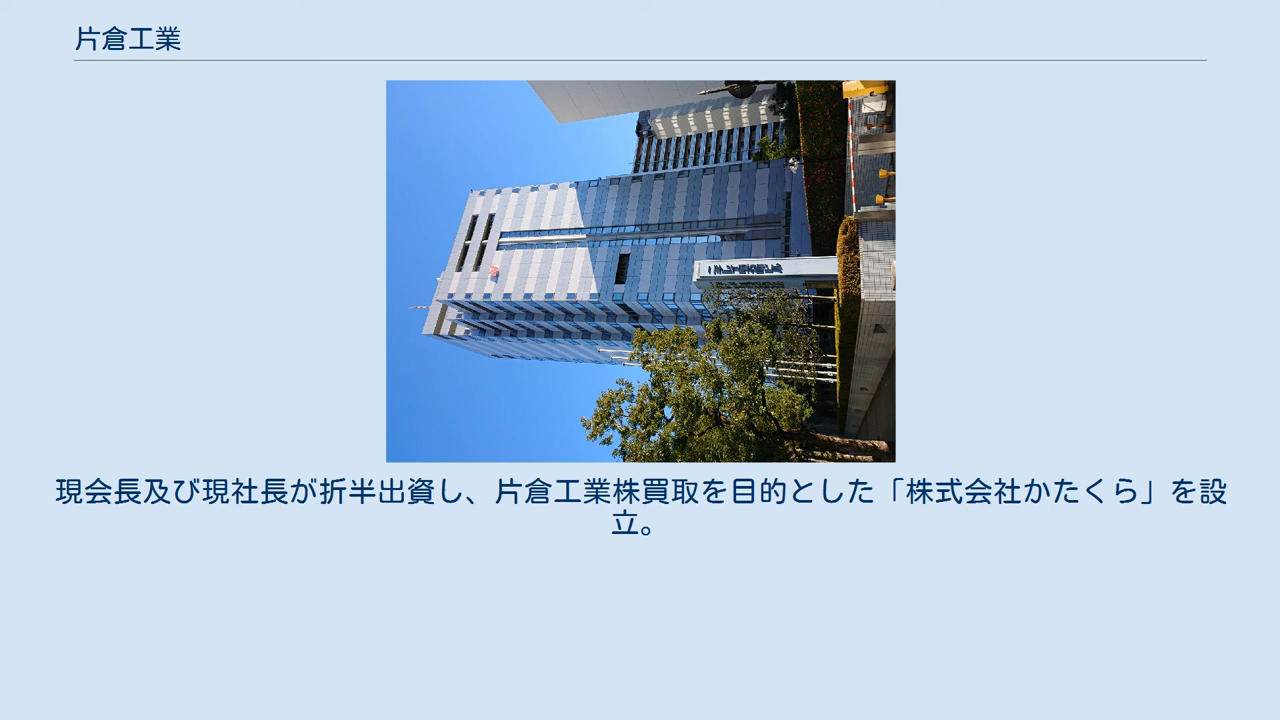 片倉工業
現会長及び現社長が折半出資し、片倉工業株買取を目的とした「株式会社かたくら」を設
立。